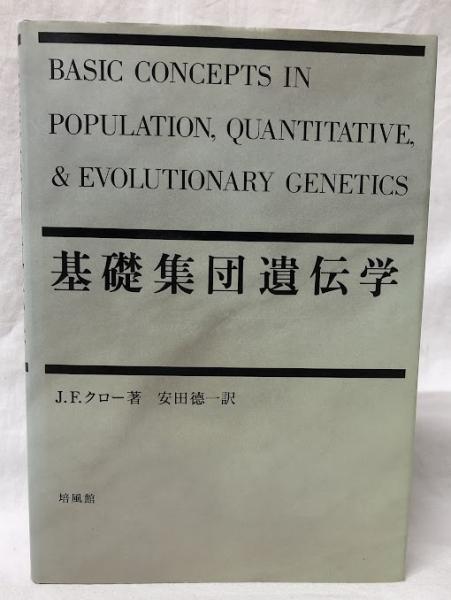 BASIC CONCEPTS IN
POPULATION, QUANTITATIVE,
& EVOLUTIONARY GENETICS
基礎集団遺伝学
J.F.クロー著 安田徳一訳
培風館